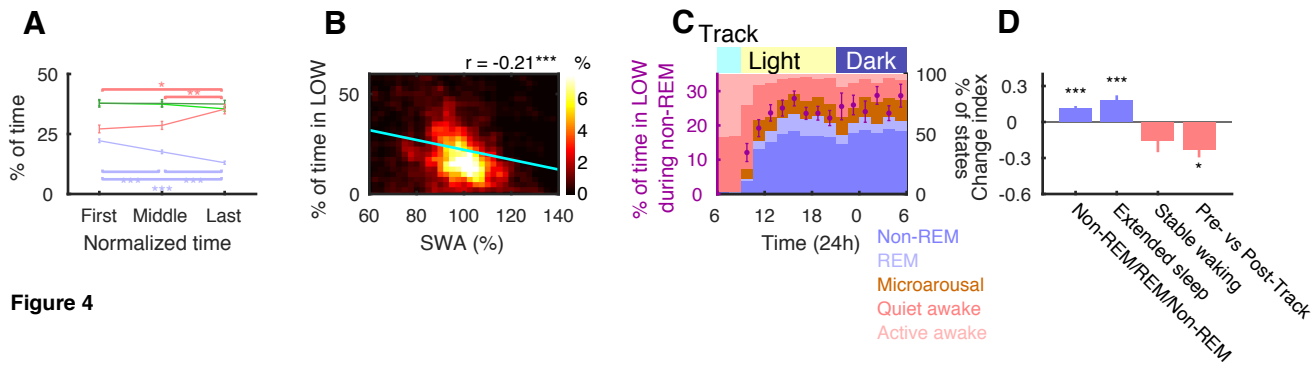 A
50
25
0
% of time
*
**
***
***
***
First
Middle
Last
Normalized time
B
r = -0.21***
%
50
0
% of time in LOW
60
80
100
120
140
SWA (%)
6
4
2
0
C
Track
Light
Dark
30
20
10
0
% of time in LOW
during non-REM
100
50
0
% of states
6
12
18
0
6
Time (24h)
Non-REM
REM
Microarousal
Quiet awake
Active awake
D
0.3
0
-0.3
-0.6
Change index
***
***
*
Non-REM/REM/Non-REM
Extended sleep
Stable waking
Pre- vs Post-Track
Figure 4